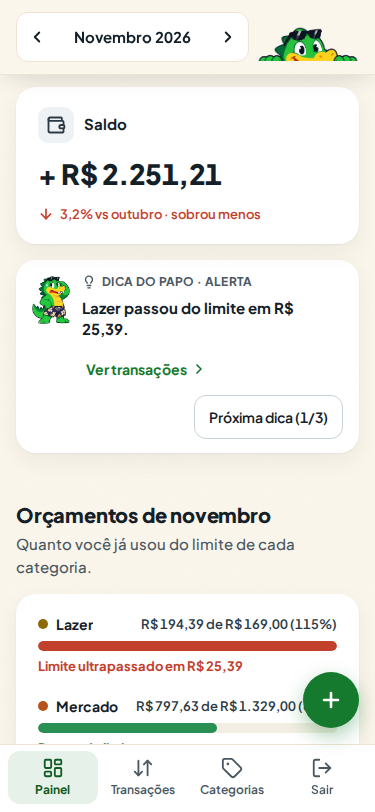 Novembro 2026
Saldo
+ R$ 2.251,21
3,2% vs outubro · sobrou menos
DICA DO PAPO · ALERTA
Lazer passou do limite em R$
25,39.
Ver transações
Próxima dica (1/3)
Orçamentos de novembro
Quanto você já usou do limite de cada
categoria.
Lazer R$ 194,39 de R$ 169,00 (115%)
Limite ultrapassado em R$ 25,39
Mercado R$ 797,63 de R$ 1.329,00
Painel Transações Categorias Sair